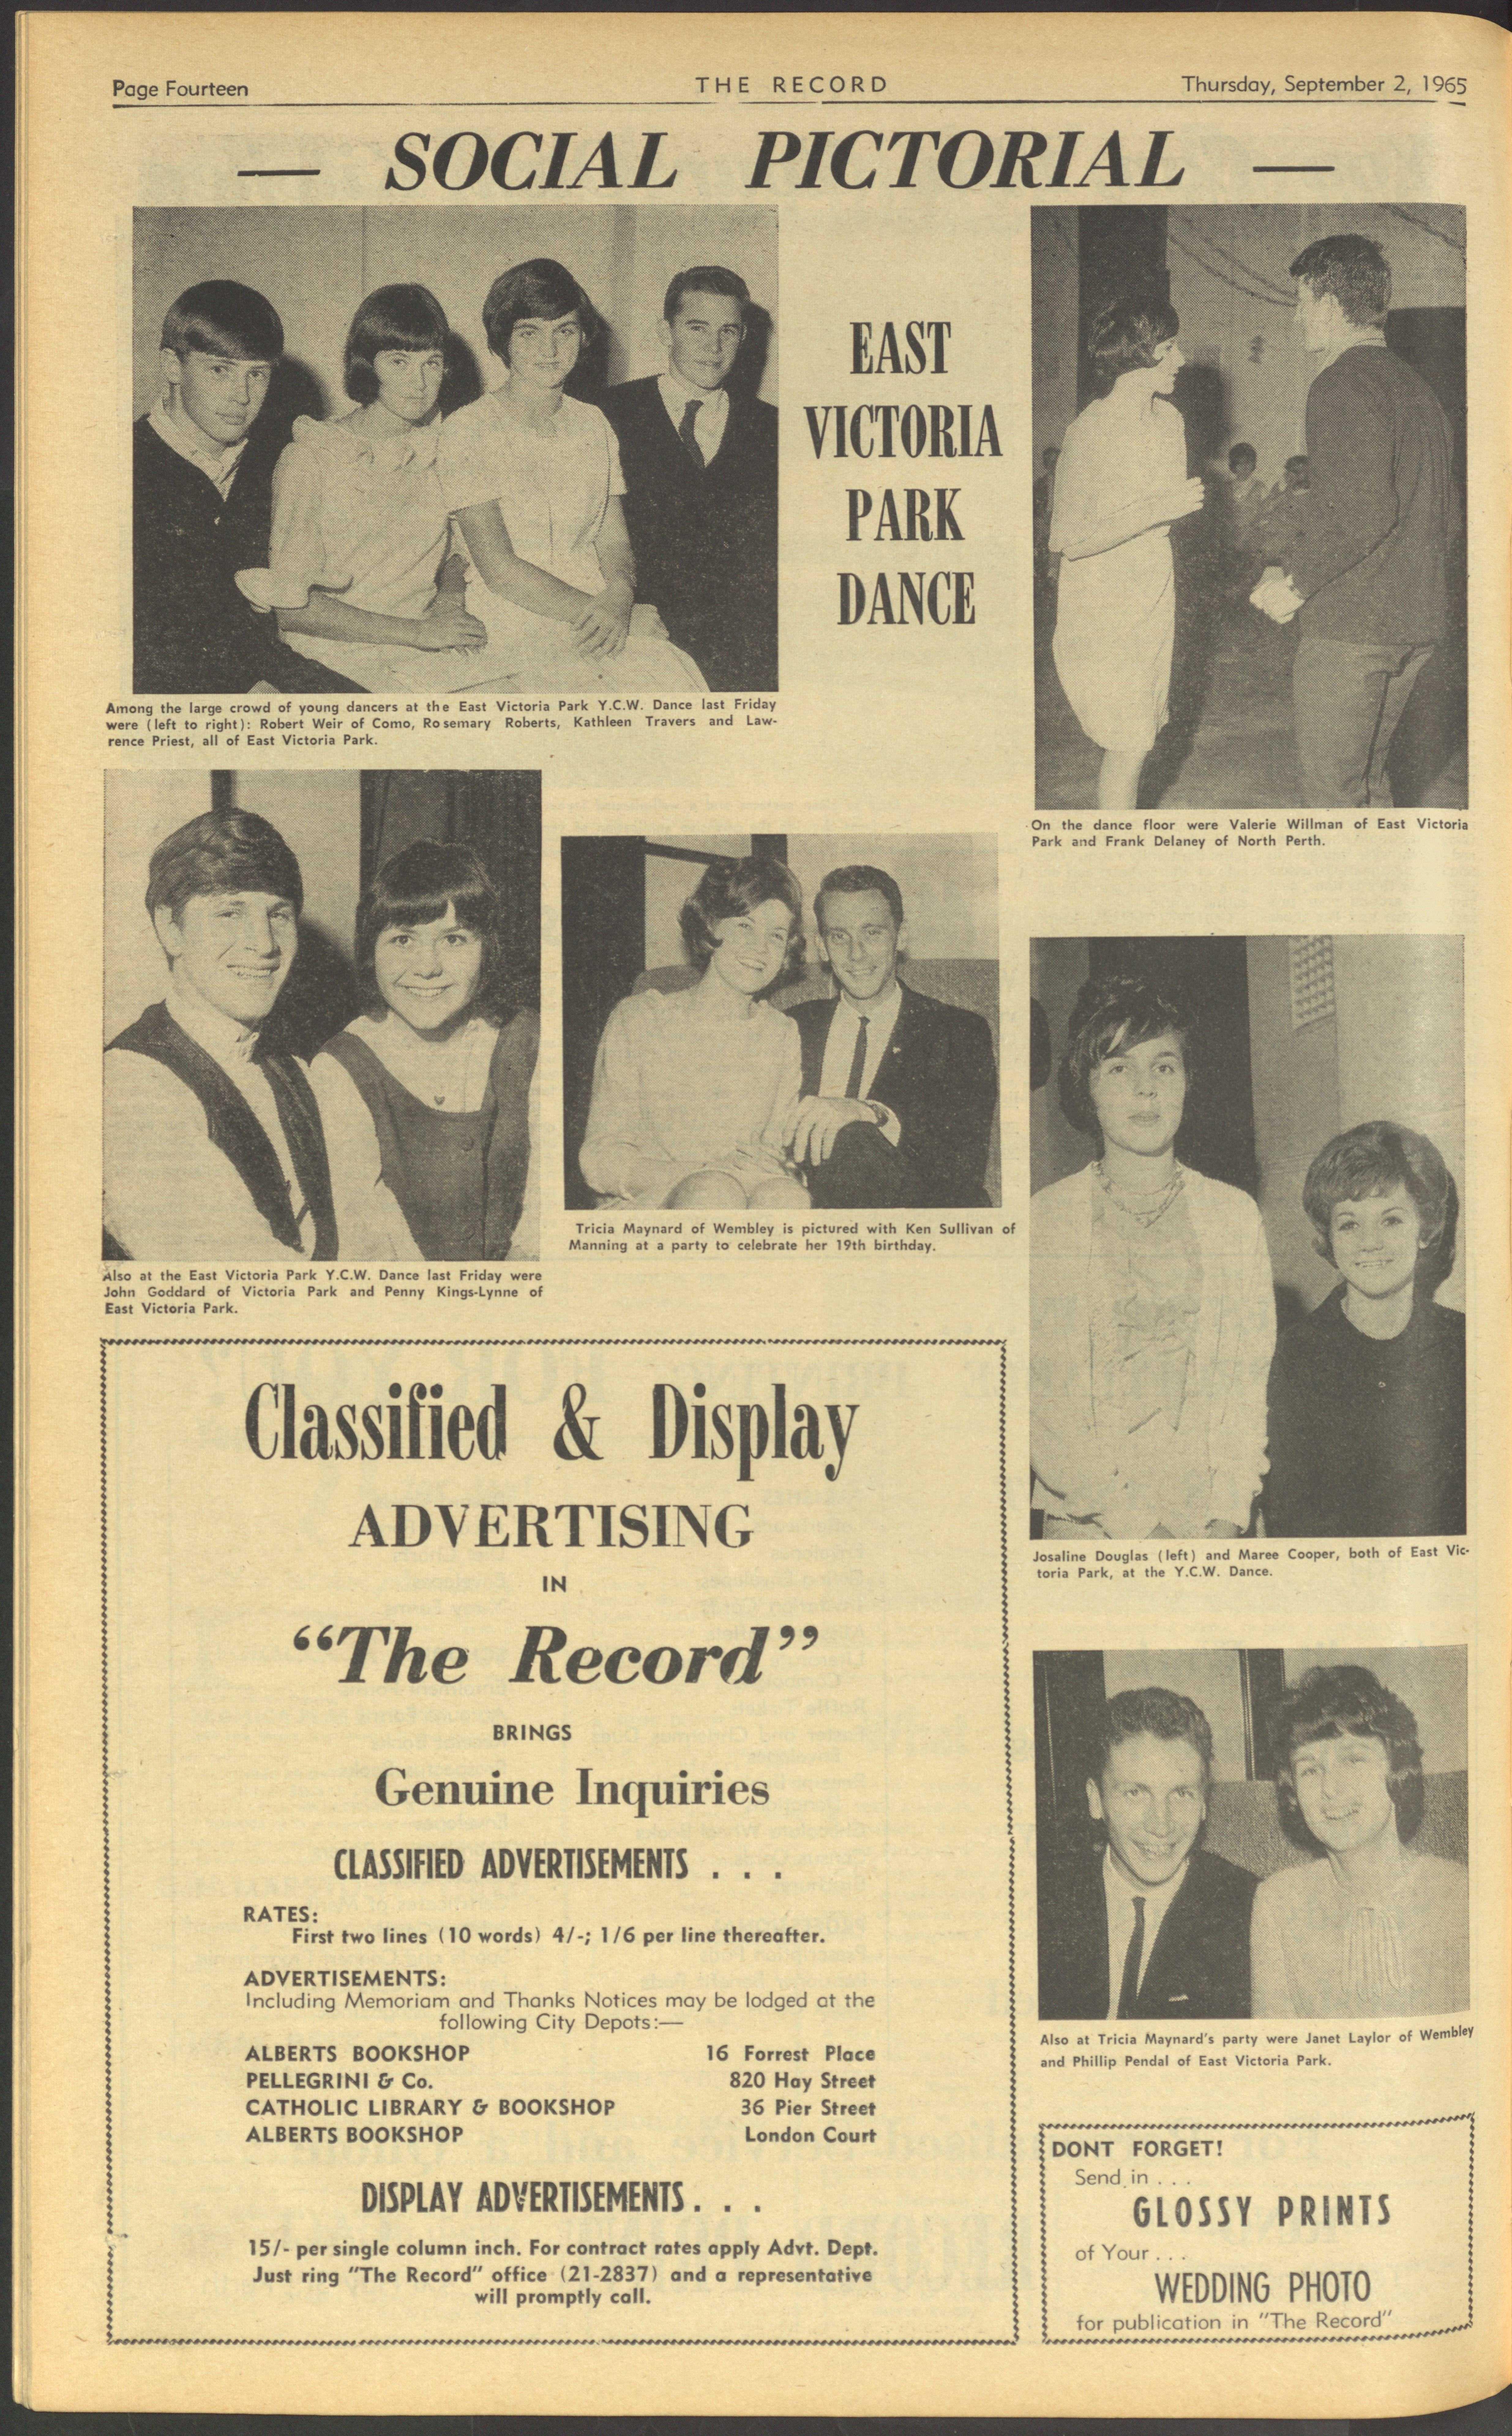 Page Fourteen
THE RECORD
Thursday, September 2, 1965
— SOCIAL PICTORIAL —
EAST
VICTORIA
PARK
DANCE
Among the large crowd of young dancers at the East Victoria Park Y.C.W. Dance last Friday
were (left to right): Robert Weir of Como, Rosemary Roberts, Kathleen Travers and Law-
rence Priest, all of East Victoria Park.
On the dance floor were Valerie Willman of East Victoria
Park and Frank Delaney of North Perth.
Tricia Maynard of Wembley is pictured with Ken Sullivan of
Manning at a party to celebrate her 19th birthday.
Also at the East Victoria Park Y.C.W. Dance last Friday were
John Goddard of Victoria Park and Penny Kings-Lynne of
East Victoria Park.
Josaline Douglas (left) and Maree Cooper, both of East Vic-
toria Park, at the Y.C.W. Dance.
Also at Tricia Maynard's party were Janet Laylor of Wembley
and Phillip Pendal of East Victoria Park.
Classified & Display
ADVERTISING
IN
“The Record”
BRINGS
Genuine Inquiries
CLASSIFIED ADVERTISEMENTS . . .
RATES:
First two lines (10 words) 4/-; 1/6 per line thereafter.
ADVERTISEMENTS:
Including Memoriam and Thanks Notices may be lodged at the
following City Depots:—
ALBERTS BOOKSHOP 16 Forrest Place
PELLEGRINI & Co. 820 Hay Street
CATHOLIC LIBRARY & BOOKSHOP 36 Pier Street
ALBERTS BOOKSHOP London Court
DISPLAY ADVERTISEMENTS . . .
15/- per single column inch. For contract rates apply Advt. Dept.
Just ring "The Record" office (21-2837) and a representative
will promptly call.
DONT FORGET!
Send in . . .
GLOSSY PRINTS
of Your . . .
WEDDING PHOTO
for publication in "The Record"